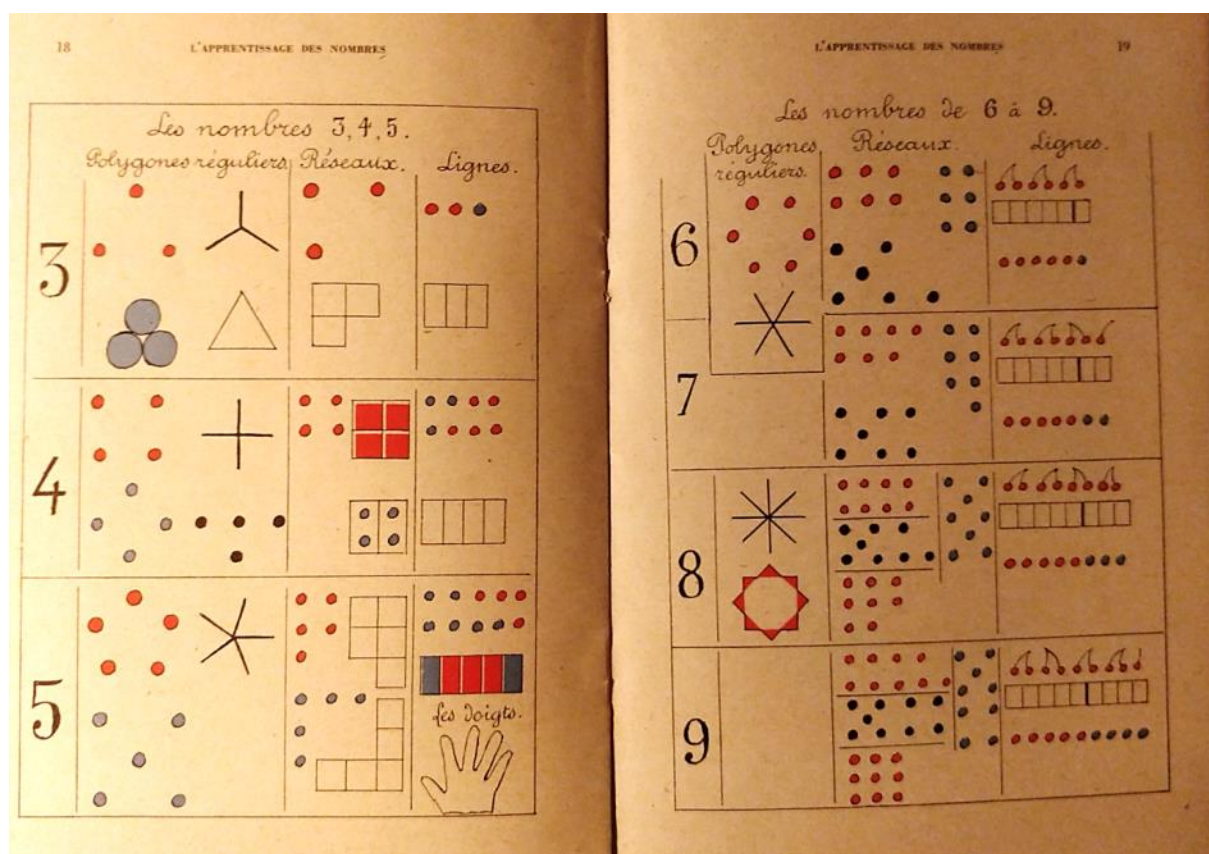 18 L'APPRENTISSAGE DES NOMBRES
Les nombres 3, 4, 5.
Polygones réguliers. Réseaux. Lignes.
3
4
5
Les doigts.
L'APPRENTISSAGE DES NOMBRES 19
Les nombres de 6 à 9.
Polygones Réseaux. Lignes.
réguliers.
6
7
8
9